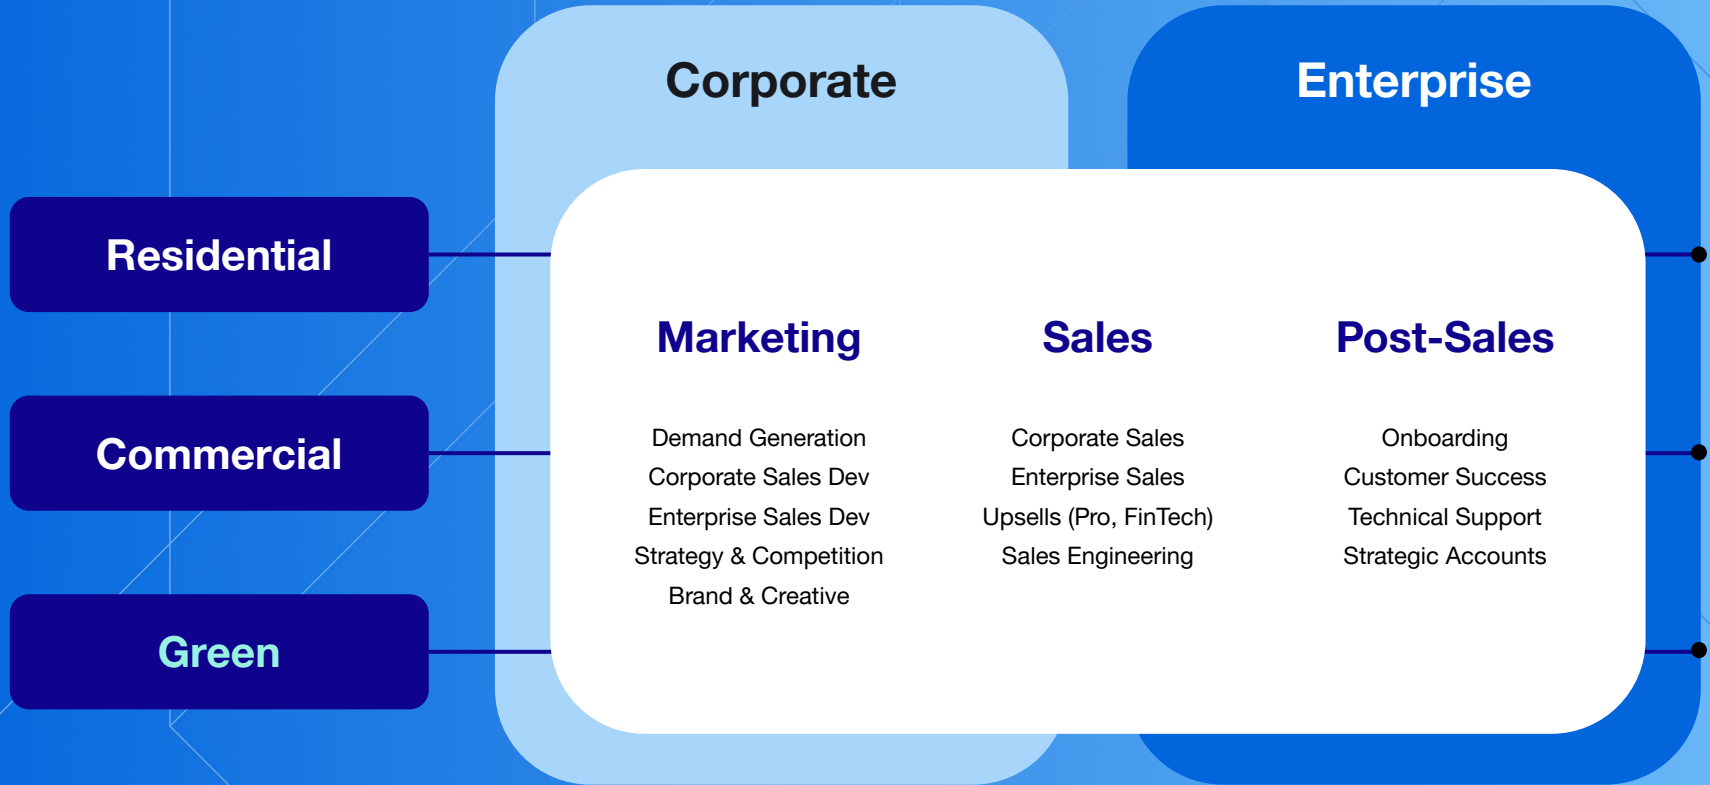 Corporate
Enterprise
Residential
Commercial
Green
Marketing
Demand Generation
Corporate Sales Dev
Enterprise Sales Dev
Strategy & Competition
Brand & Creative
Sales
Corporate Sales
Enterprise Sales
Upsells (Pro, FinTech)
Sales Engineering
Post-Sales
Onboarding
Customer Success
Technical Support
Strategic Accounts